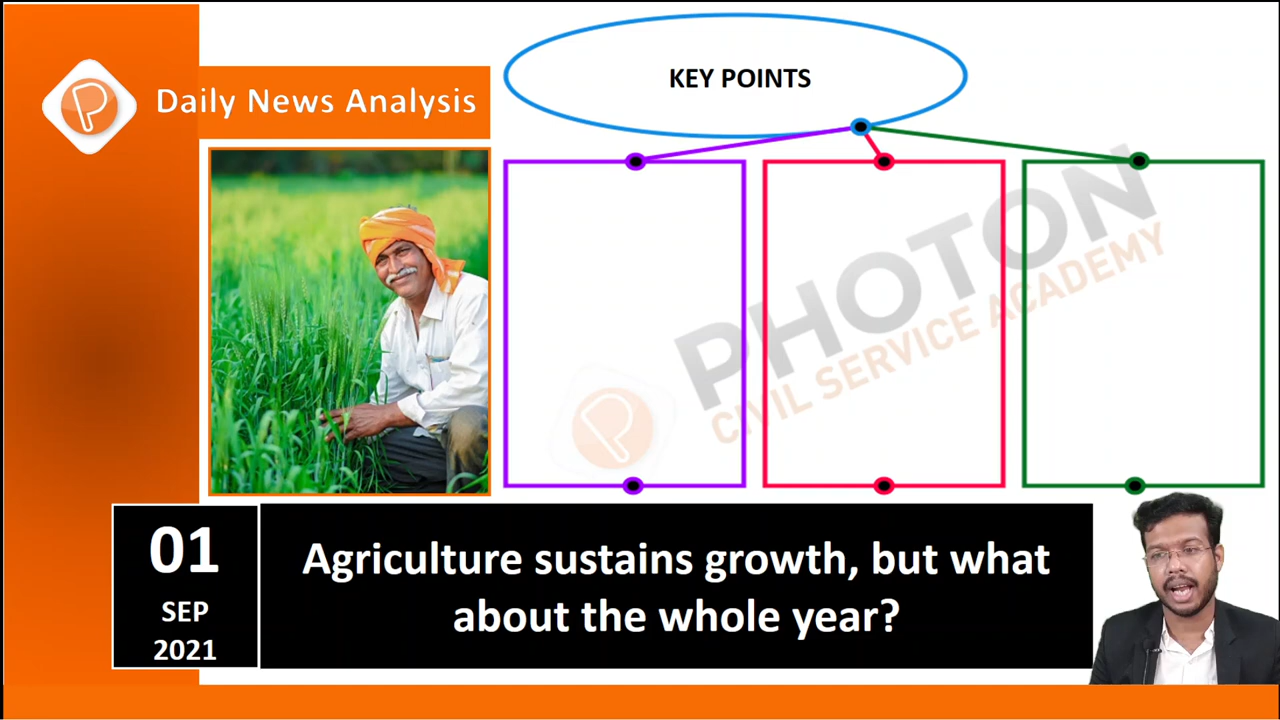 Daily News Analysis
KEY POINTS
PHOTON
CIVIL SERVICE ACADEMY
01
SEP
2021
Agriculture sustains growth, but what
about the whole year?